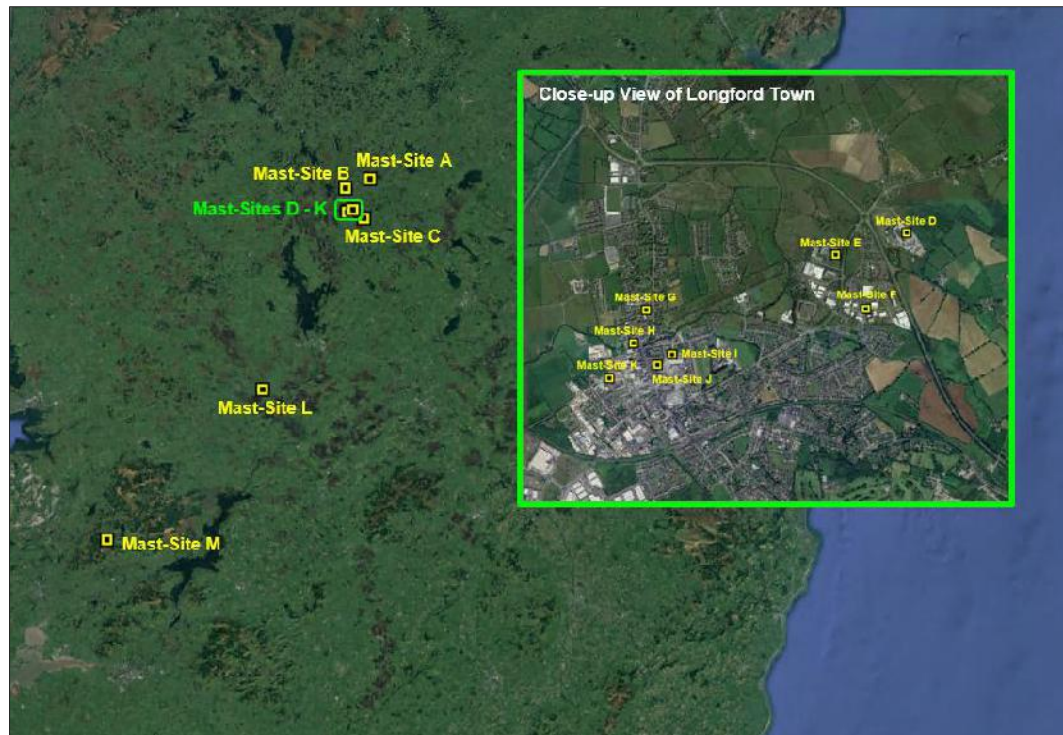 Close-up View of Longford Town
Mast-Site A
Mast-Site B
Mast-Sites D - K
Mast-Site C
Mast-Site D
Mast-Site E
Mast-Site F
Mast-Site G
Mast-Site H
Mast-Site I
Mast-Site K
Mast-Site J
Mast-Site L
Mast-Site M